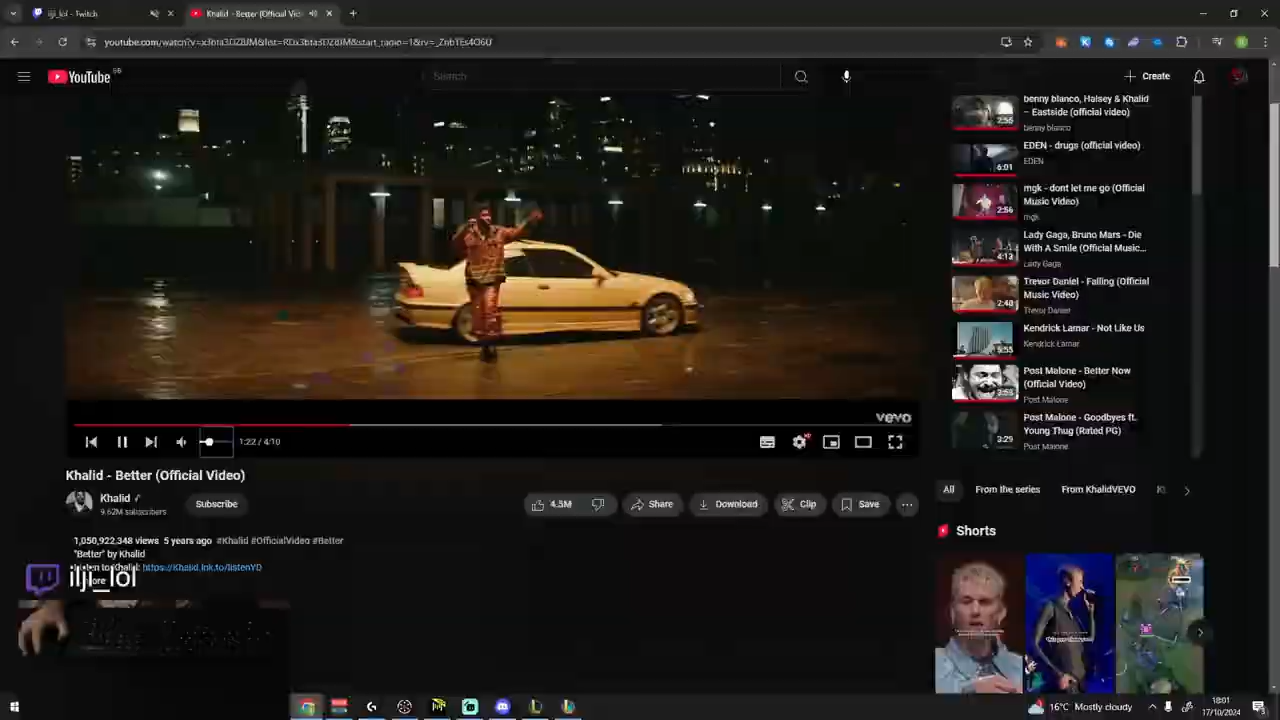 ilji_lol - Twitch
Khalid - Better (Official Vide
YouTube
GB
Search
Create
benny blanco, Halsey & Khalid
– Eastside (official video)
benny blanco
2:56
EDEN - drugs (official video)
EDEN
6:01
mgk - dont let me go (Official
Music Video)
mgk
2:56
Lady Gaga, Bruno Mars - Die
With A Smile (Official Music...
Lady Gaga
4:13
Trevor Daniel - Falling (Official
Music Video)
Trevor Daniel
2:40
Kendrick Lamar - Not Like Us
Kendrick Lamar
5:55
Post Malone - Better Now
(Official Video)
Post Malone
3:53
Post Malone - Goodbyes ft.
Young Thug (Rated PG)
Post Malone
3:29
vevo
1:22 / 4:10
Khalid - Better (Official Video)
Khalid
9.62M subscribers
Subscribe
4.5M
Share
Download
Clip
Save
All
From the series
From KhalidVEVO
1,050,922,348 views 5 years ago #Khalid #OfficialVideo #Better
"Better" by Khalid
https://Khalid.lnk.to/listenYD
ilji_lol
Shorts
16°C Mostly cloudy
18:01
17/10/2024